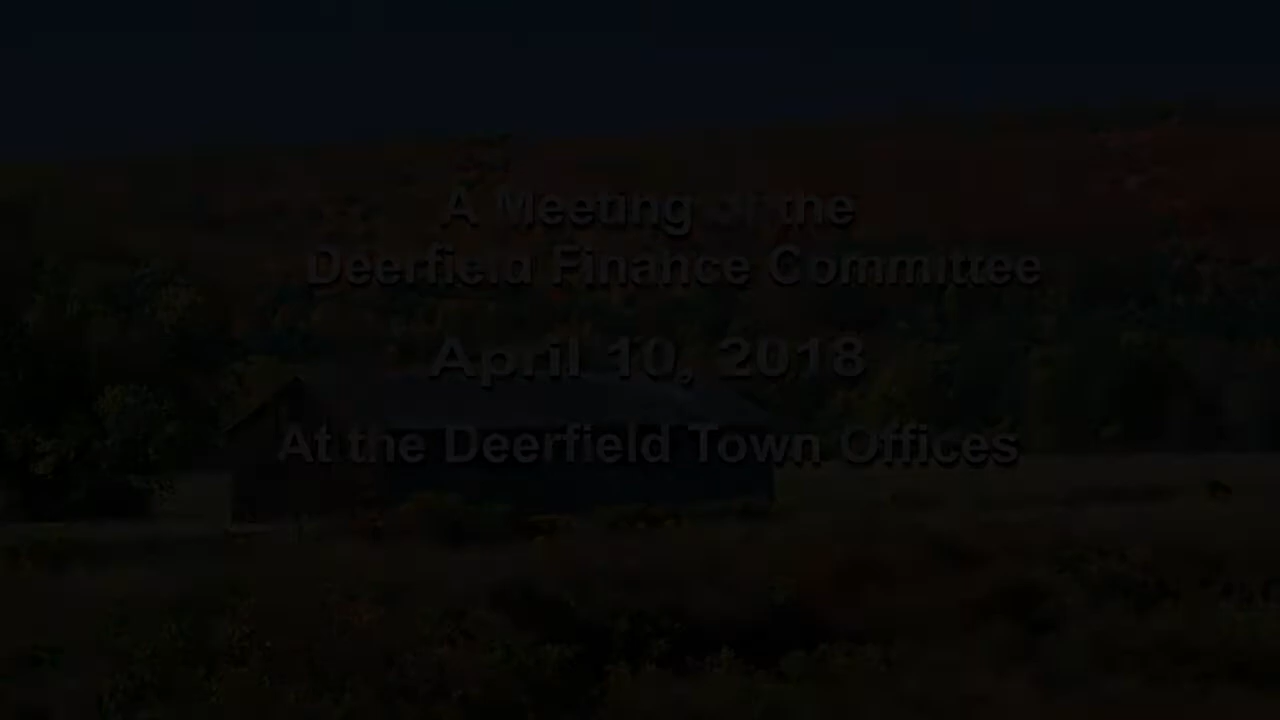 A Meeting of the
Deerfield Finance Committee
April 10, 2018
At the Deerfield Town Offices